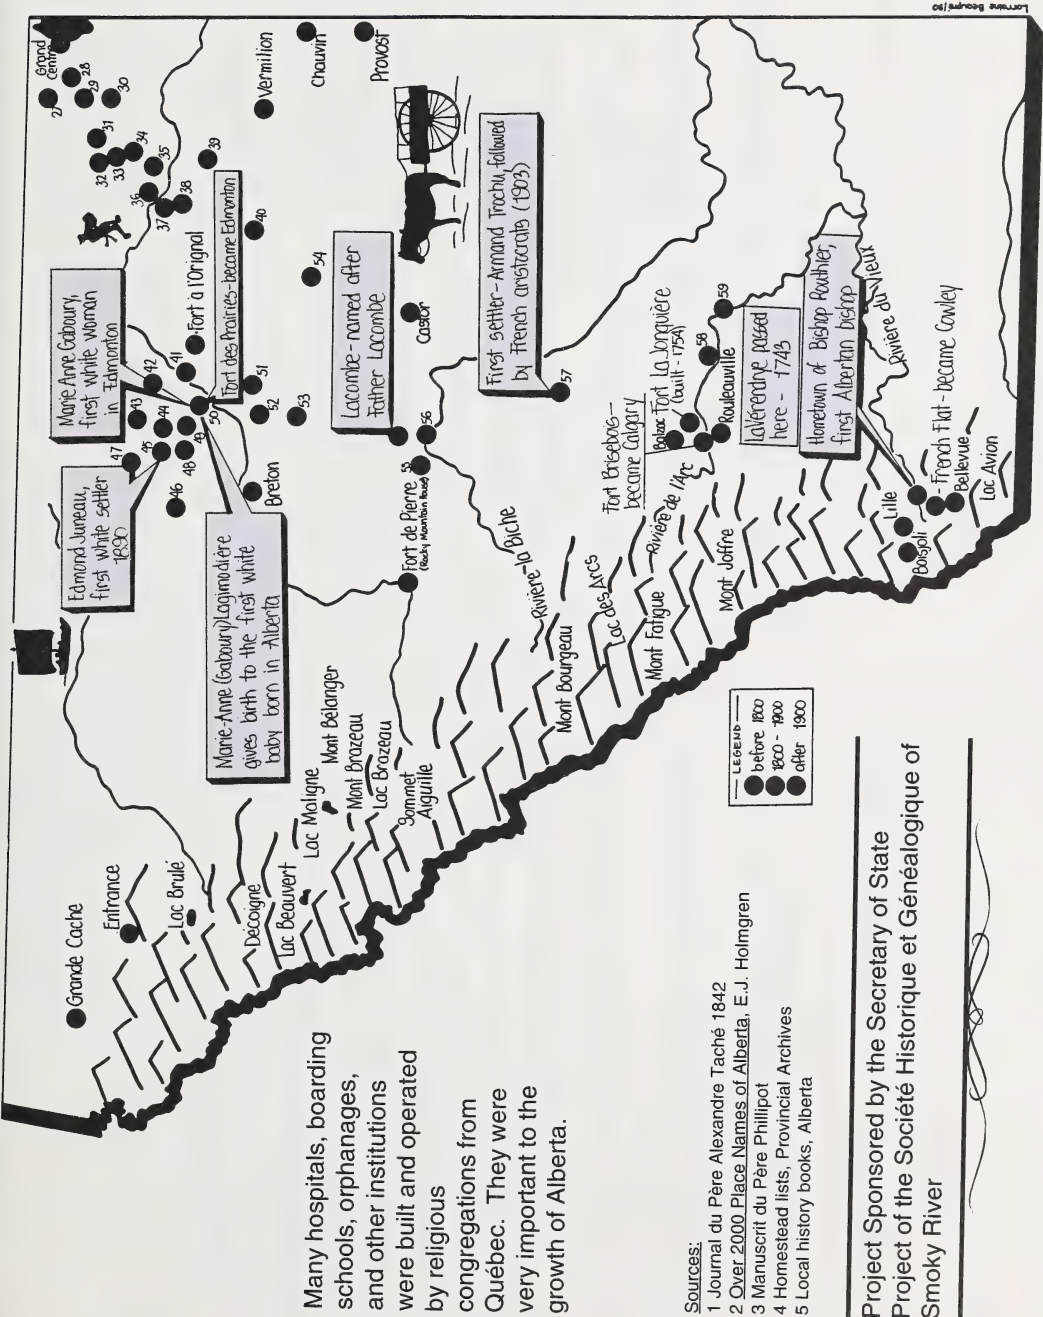 Many hospitals, boarding
schools, orphanages,
and other institutions
were built and operated
by religious
congregations from
Québec. They were
very important to the
growth of Alberta.
Sources:
1 Journal du Père Alexandre Taché 1842
2 Over 2000 Place Names of Alberta, E.J. Holmgren
3 Manuscrit du Père Phillipot
4 Homestead lists, Provincial Archives
5 Local history books, Alberta
Project Sponsored by the Secretary of State
Project of the Société Historique et Généalogique of
Smoky River
Grande Cache
Entrance
Lac Brulé
Décoigne
Lac Beauvert
Lac Maligne
Mont Bélanger
Mont Brazeau
Lac Brazeau
Sommet
Aiguille
LEGEND
before 1800
1800 - 1900
after 1900
Edmond Juneau,
first white settler
1890
Marie-Anne (Gaboury) Lagimodière
gives birth to the first white
baby born in Alberta
Marie Anne Gaboury,
first white woman
in Edmonton
Fort des Prairies - became Edmonton
Fort à l'Orignal
Breton
47
43
42
45
44
41
46
48
49
50
51
52
53
27
Grand
Centre
28
29
30
31
32
33
34
35
36
37
38
39
40
54
Vermilion
Chauvin
Provost
Lacombe - named after
Father Lacombe
Castor
Fort de Pierre
(Rocky Mountain House)
55
56
Rivière la Biche
First settler - Armand Trochu, followed
by French aristocrats (1903)
57
Mont Bourgeau
Lac des Arcs
Mont Fatigue
Rivière de l'Arc
Mont Joffre
Fort Brisebois -
became Calgary
Balzac
Fort La Jonquière
(built - 1752)
Rouleauville
58
59
LaVérendrye passed
here - 1743
Hometown of Bishop Routhier,
first Albertan bishop
Rivière du Vieux
Lille
Boisjoli
French Flat - became Cowley
Bellevue
Lac Avion
Lorraine Beaupré/90